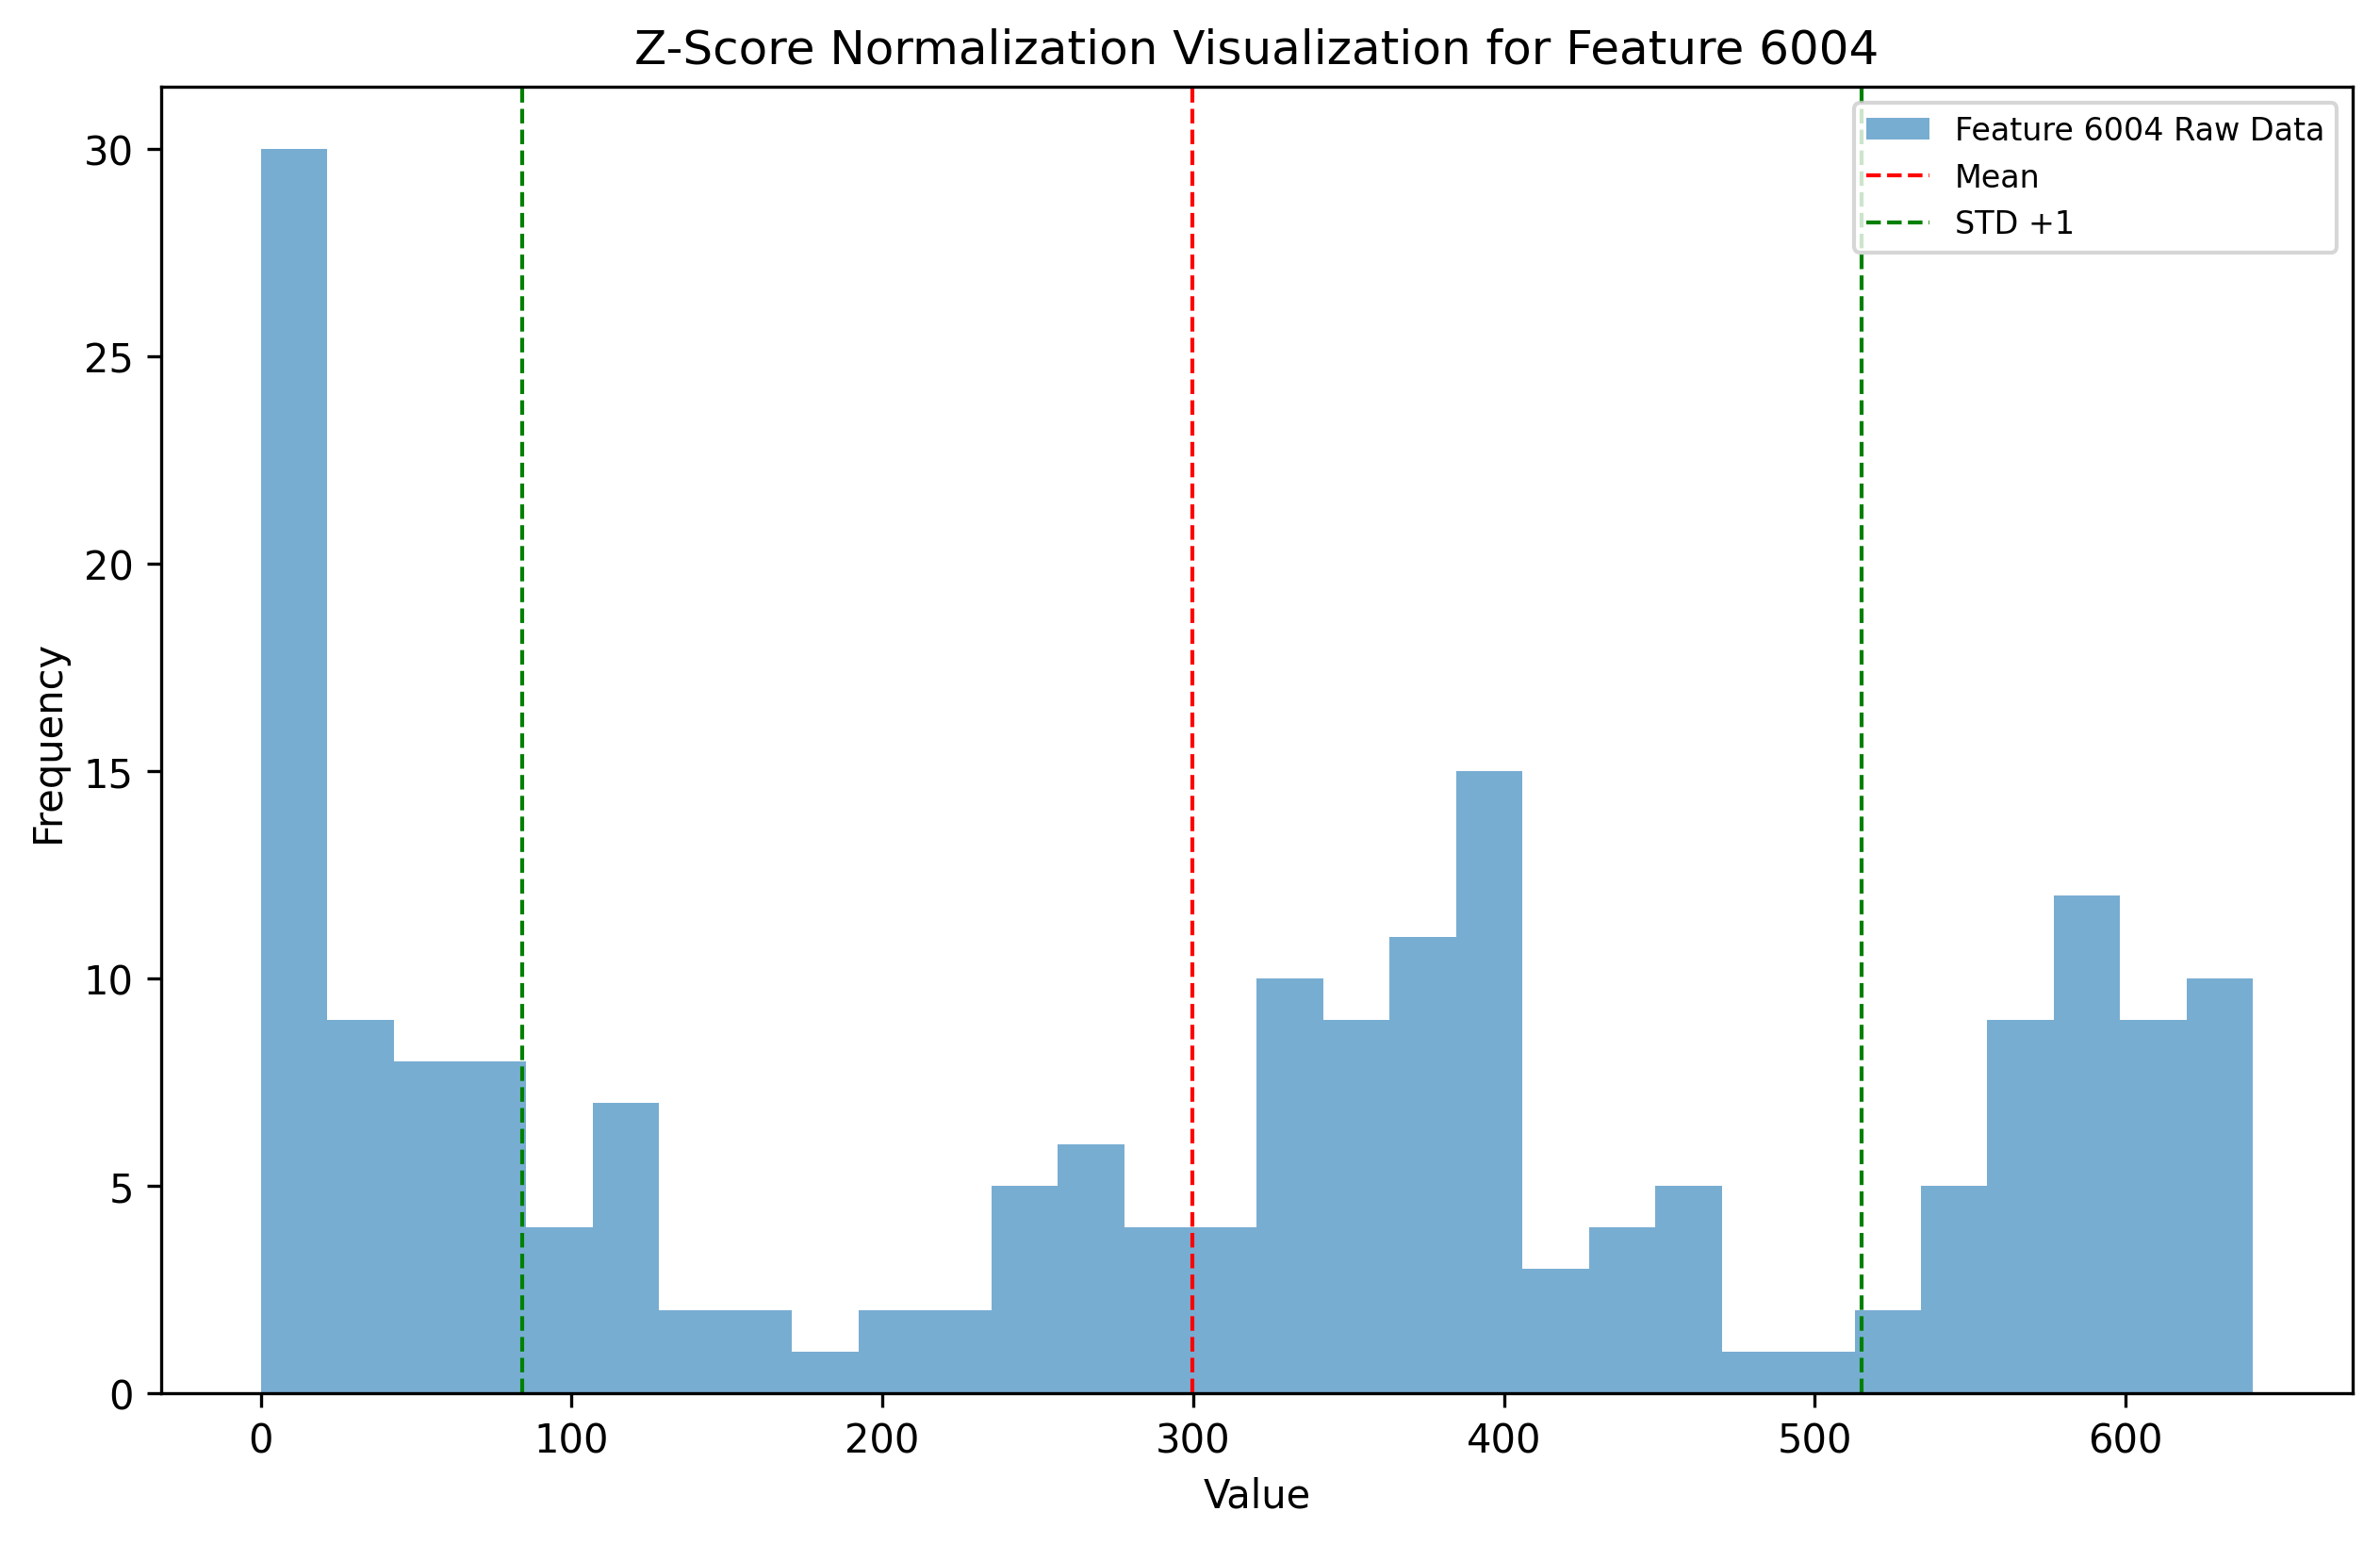 Z-Score Normalization Visualization for Feature 6004
Feature 6004 Raw Data
Mean
STD +1
30
25
20
15
10
5
0
Frequency
0 100 200 300 400 500 600
Value